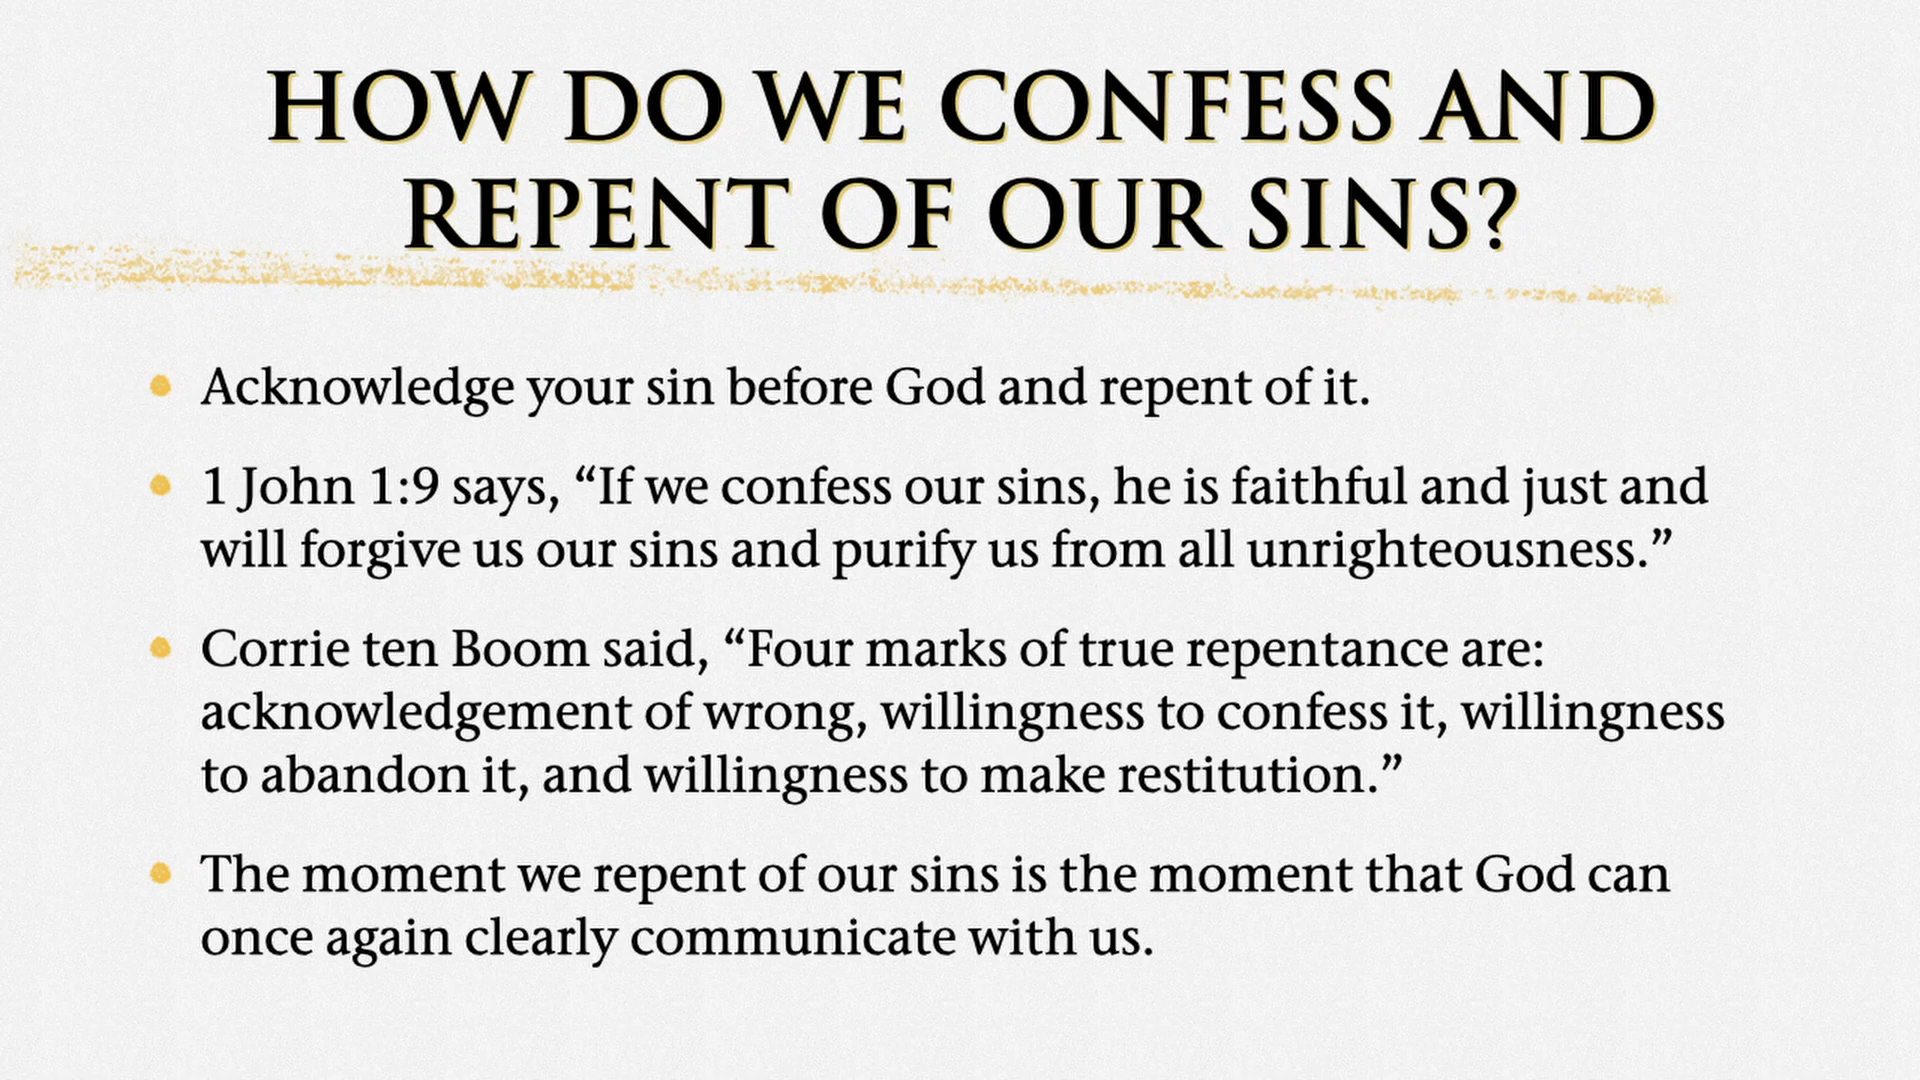 HOW DO WE CONFESS AND
REPENT OF OUR SINS?
• Acknowledge your sin before God and repent of it.
• 1 John 1:9 says, “If we confess our sins, he is faithful and just and
will forgive us our sins and purify us from all unrighteousness.”
• Corrie ten Boom said, “Four marks of true repentance are:
acknowledgement of wrong, willingness to confess it, willingness
to abandon it, and willingness to make restitution.”
• The moment we repent of our sins is the moment that God can
once again clearly communicate with us.